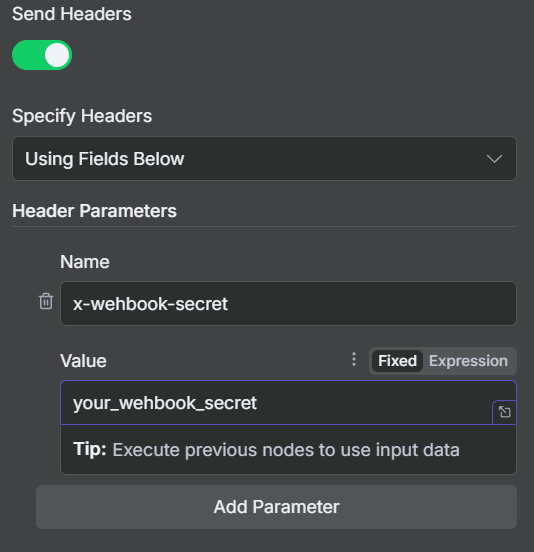 Send Headers
Specify Headers
Using Fields Below
Header Parameters
Name
x-wehbook-secret
Value
Fixed Expression
your_wehbook_secret
Tip: Execute previous nodes to use input data
Add Parameter